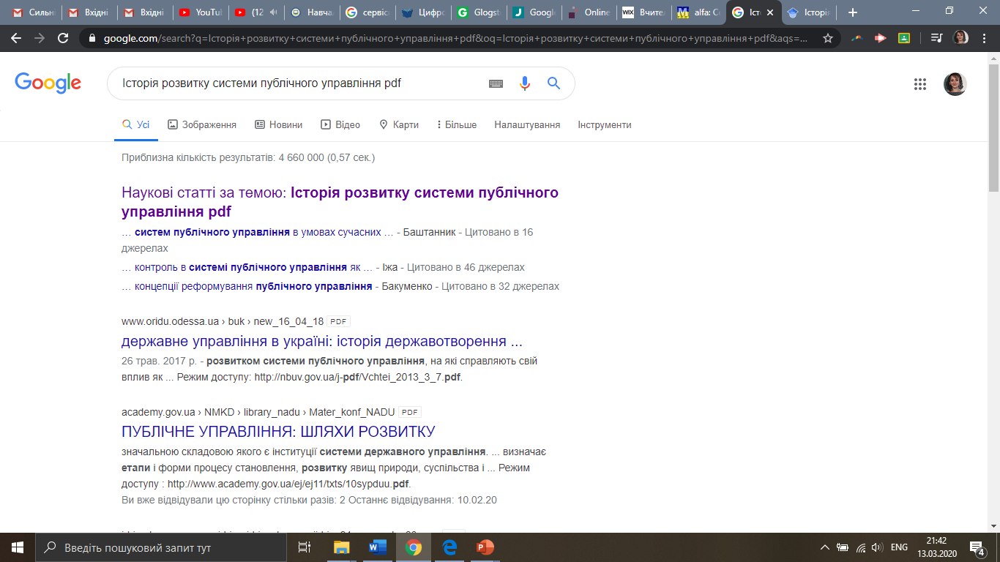 Сильні
Вхідні
Вхідні
YouTub
(12
Навча
сервіс
Цифро
Glogste
Google
Online
WIX Вчител
alfa: Се
Істо
Історія
google.com/search?q=Історія+розвитку+системи+публічного+управління+pdf&oq=Історія+розвитку+системи+публічного+управління+pdf&aqs=...
Google
Історія розвитку системи публічного управління pdf
Усі Зображення Новини Відео Карти Більше Налаштування Інструменти
Приблизна кількість результатів: 4 660 000 (0,57 сек.)
Наукові статті за темою: Історія розвитку системи публічного
управління pdf
… систем публічного управління в умовах сучасних … - Баштанник - Цитовано в 16
джерелах
… контроль в системі публічного управління як … - Іжа - Цитовано в 46 джерелах
… концепції реформування публічного управління - Бакуменко - Цитовано в 32 джерелах
www.oridu.odessa.ua › buk › new_16_04_18 PDF
державне управління в україні: історія державотворення ...
26 трав. 2017 р. - розвитком системи публічного управління, на які справляють свій
вплив як ... Режим доступу: http://nbuv.gov.ua/j-pdf/Vchtei_2013_3_7.pdf.
academy.gov.ua › NMKD › library_nadu › Mater_konf_NADU PDF
ПУБЛІЧНЕ УПРАВЛІННЯ: ШЛЯХИ РОЗВИТКУ
значальною складовою якого є інституції системи державного управління. ... визначає
етапи і форми процесу становлення, розвитку явищ природи, суспільства і ... Режим
доступу : http://www.academy.gov.ua/ej/ej11/txts/10sypduu.pdf.
Ви вже відвідували цю сторінку стільки разів: 2 Останнє відвідування: 10.02.20
Введіть пошуковий запит тут
ENG
21:42
13.03.2020
4